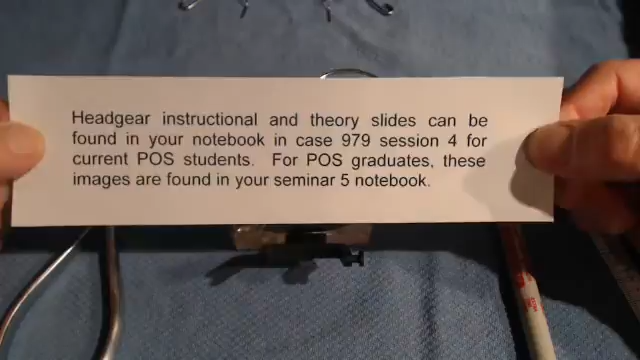 Headgear instructional and theory slides can be
found in your notebook in case 979 session 4 for
current POS students.  For POS graduates, these
images are found in your seminar 5 notebook.